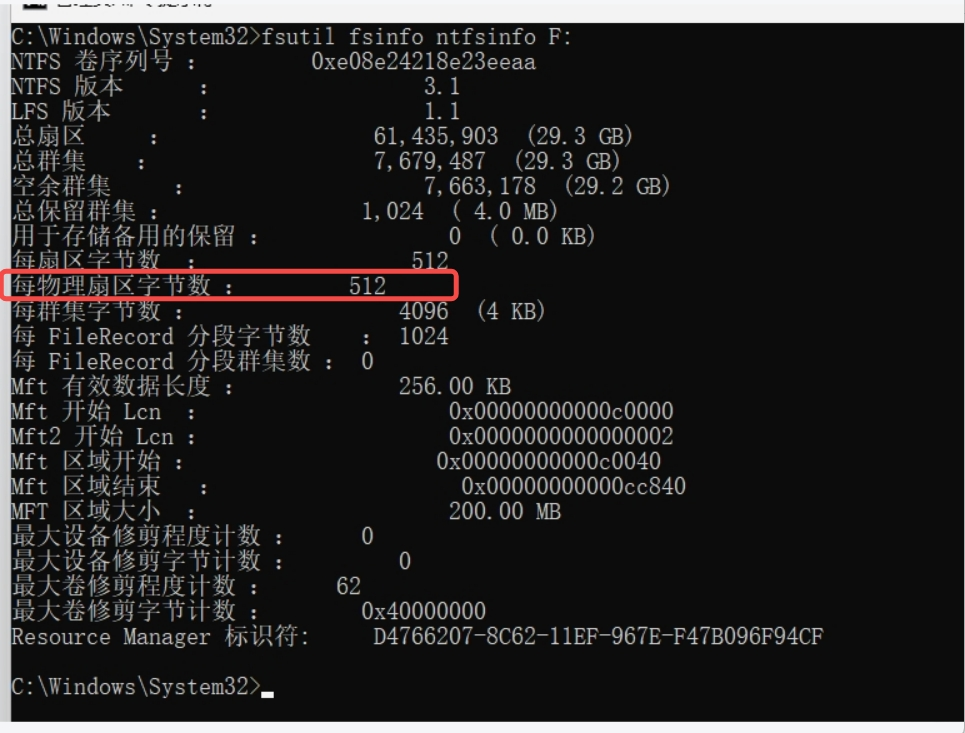 C:\Windows\System32>fsutil fsinfo ntfsinfo F:
NTFS 卷序列号 : 0xe08e24218e23eeaa
NTFS 版本 : 3.1
LFS 版本 : 1.1
总扇区 : 61,435,903 (29.3 GB)
总群集 : 7,679,487 (29.3 GB)
空余群集 : 7,663,178 (29.2 GB)
总保留群集 : 1,024 ( 4.0 MB)
用于存储备用的保留 : 0 ( 0.0 KB)
每扇区字节数 : 512
每物理扇区字节数 : 512
每群集字节数 : 4096 (4 KB)
每 FileRecord 分段字节数 : 1024
每 FileRecord 分段群集数 : 0
Mft 有效数据长度 : 256.00 KB
Mft 开始 Lcn : 0x00000000000c0000
Mft2 开始 Lcn : 0x0000000000000002
Mft 区域开始 : 0x00000000000c0040
Mft 区域结束 : 0x00000000000cc840
MFT 区域大小 : 200.00 MB
最大设备修剪程度计数 : 0
最大设备修剪字节计数 : 0
最大卷修剪程度计数 : 62
最大卷修剪字节计数 : 0x40000000
Resource Manager 标识符: D4766207-8C62-11EF-967E-F47B096F94CF
C:\Windows\System32>